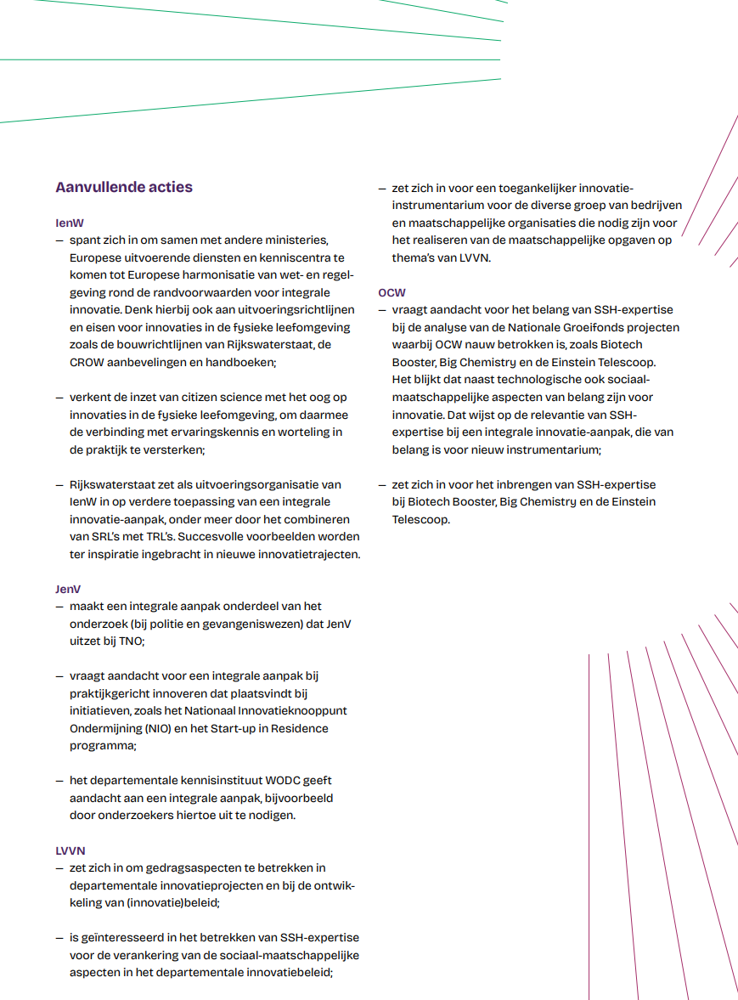 Aanvullende acties
IenW
– spant zich in om samen met andere ministeries,
Europese uitvoerende diensten en kenniscentra te
komen tot Europese harmonisatie van wet- en regel-
geving rond de randvoorwaarden voor integrale
innovatie. Denk hierbij ook aan uitvoeringsrichtlijnen
en eisen voor innovaties in de fysieke leefomgeving
zoals de bouwrichtlijnen van Rijkswaterstaat, de
CROW aanbevelingen en handboeken;
– verkent de inzet van citizen science met het oog op
innovaties in de fysieke leefomgeving, om daarmee
de verbinding met ervaringskennis en worteling in
de praktijk te versterken;
– Rijkswaterstaat zet als uitvoeringsorganisatie van
IenW in op verdere toepassing van een integrale
innovatie-aanpak, onder meer door het combineren
van SRL’s met TRL’s. Succesvolle voorbeelden worden
ter inspiratie ingebracht in nieuwe innovatietrajecten.
JenV
– maakt een integrale aanpak onderdeel van het
onderzoek (bij politie en gevangeniswezen) dat JenV
uitzet bij TNO;
– vraagt aandacht voor een integrale aanpak bij
praktijkgericht innoveren dat plaatsvindt bij
initiatieven, zoals het Nationaal Innovatieknooppunt
Ondermijning (NIO) en het Start-up in Residence
programma;
– het departementale kennisinstituut WODC geeft
aandacht aan een integrale aanpak, bijvoorbeeld
door onderzoekers hiertoe uit te nodigen.
LVVN
– zet zich in om gedragsaspecten te betrekken in
departementale innovatieprojecten en bij de ontwik-
keling van (innovatie)beleid;
– is geïnteresseerd in het betrekken van SSH-expertise
voor de verankering van de sociaal-maatschappelijke
aspecten in het departementale innovatiebeleid;
– zet zich in voor een toegankelijker innovatie-
instrumentarium voor de diverse groep van bedrijven
en maatschappelijke organisaties die nodig zijn voor
het realiseren van de maatschappelijke opgaven op
thema’s van LVVN.
OCW
– vraagt aandacht voor het belang van SSH-expertise
bij de analyse van de Nationale Groeifonds projecten
waarbij OCW nauw betrokken is, zoals Biotech
Booster, Big Chemistry en de Einstein Telescoop.
Het blijkt dat naast technologische ook sociaal-
maatschappelijke aspecten van belang zijn voor
innovatie. Dat wijst op de relevantie van SSH-
expertise bij een integrale innovatie-aanpak, die van
belang is voor nieuw instrumentarium;
– zet zich in voor het inbrengen van SSH-expertise
bij Biotech Booster, Big Chemistry en de Einstein
Telescoop.